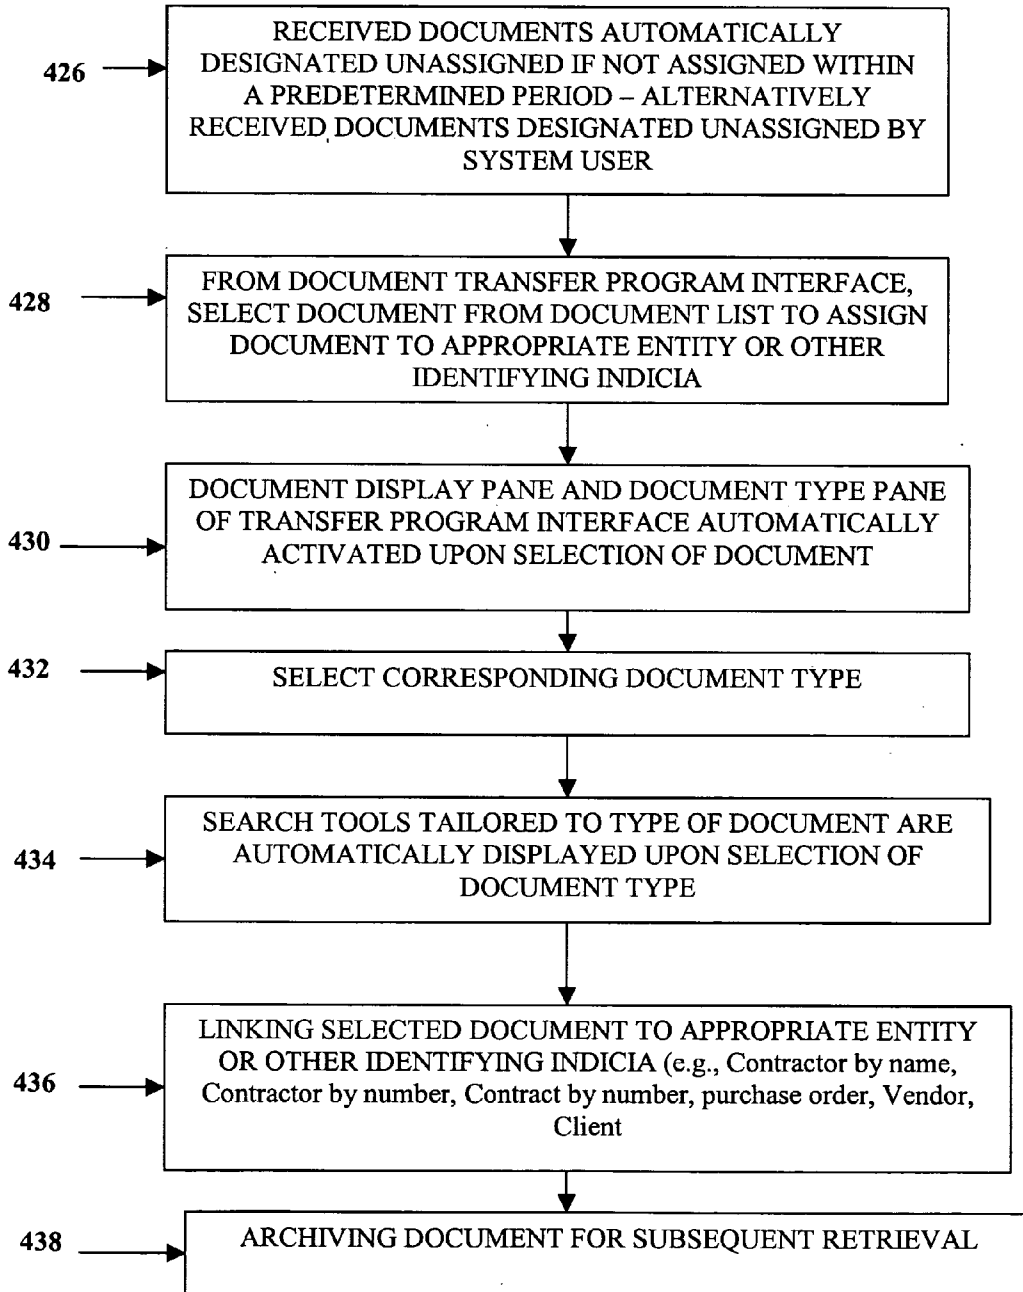 RECEIVED DOCUMENTS AUTOMATICALLY
426
DESIGNATED UNASSIGNED IF NOT ASSIGNED WITHIN
A PREDETERMINED PERIOD – ALTERNATIVELY
RECEIVED DOCUMENTS DESIGNATED UNASSIGNED BY
SYSTEM USER
428
FROM DOCUMENT TRANSFER PROGRAM INTERFACE,
SELECT DOCUMENT FROM DOCUMENT LIST TO ASSIGN
DOCUMENT TO APPROPRIATE ENTITY OR OTHER
IDENTIFYING INDICIA
430
DOCUMENT DISPLAY PANE AND DOCUMENT TYPE PANE
OF TRANSFER PROGRAM INTERFACE AUTOMATICALLY
ACTIVATED UPON SELECTION OF DOCUMENT
432
SELECT CORRESPONDING DOCUMENT TYPE
434
SEARCH TOOLS TAILORED TO TYPE OF DOCUMENT ARE
AUTOMATICALLY DISPLAYED UPON SELECTION OF
DOCUMENT TYPE
436
LINKING SELECTED DOCUMENT TO APPROPRIATE ENTITY
OR OTHER IDENTIFYING INDICIA (e.g., Contractor by name,
Contractor by number, Contract by number, purchase order, Vendor,
Client
438
ARCHIVING DOCUMENT FOR SUBSEQUENT RETRIEVAL